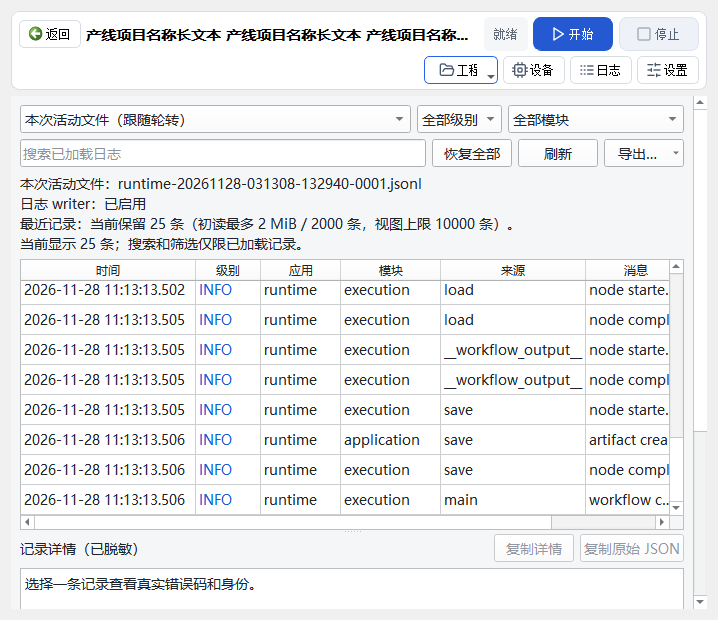 返回 产线项目名称长文本 产线项目名称长文本 产线项目名称... 就绪 开始 停止
工程 设备 日志 设置
本次活动文件（跟随轮转） 全部级别 全部模块
搜索已加载日志 恢复全部 刷新 导出...
本次活动文件：runtime-20261128-031308-132940-0001.jsonl
日志 writer：已启用
最近记录：当前保留 25 条（初读最多 2 MiB / 2000 条，视图上限 10000 条）。
当前显示 25 条；搜索和筛选仅限已加载记录。
时间 级别 应用 模块 来源 消息
2026-11-28 11:13:13.502 INFO runtime execution load node starte...
2026-11-28 11:13:13.505 INFO runtime execution load node compl
2026-11-28 11:13:13.505 INFO runtime execution __workflow_output__ node starte...
2026-11-28 11:13:13.505 INFO runtime execution __workflow_output__ node compl
2026-11-28 11:13:13.505 INFO runtime execution save node starte...
2026-11-28 11:13:13.506 INFO runtime application save artifact crea
2026-11-28 11:13:13.506 INFO runtime execution save node compl
2026-11-28 11:13:13.506 INFO runtime execution main workflow c...
记录详情（已脱敏） 复制详情 复制原始 JSON
选择一条记录查看真实错误码和身份。